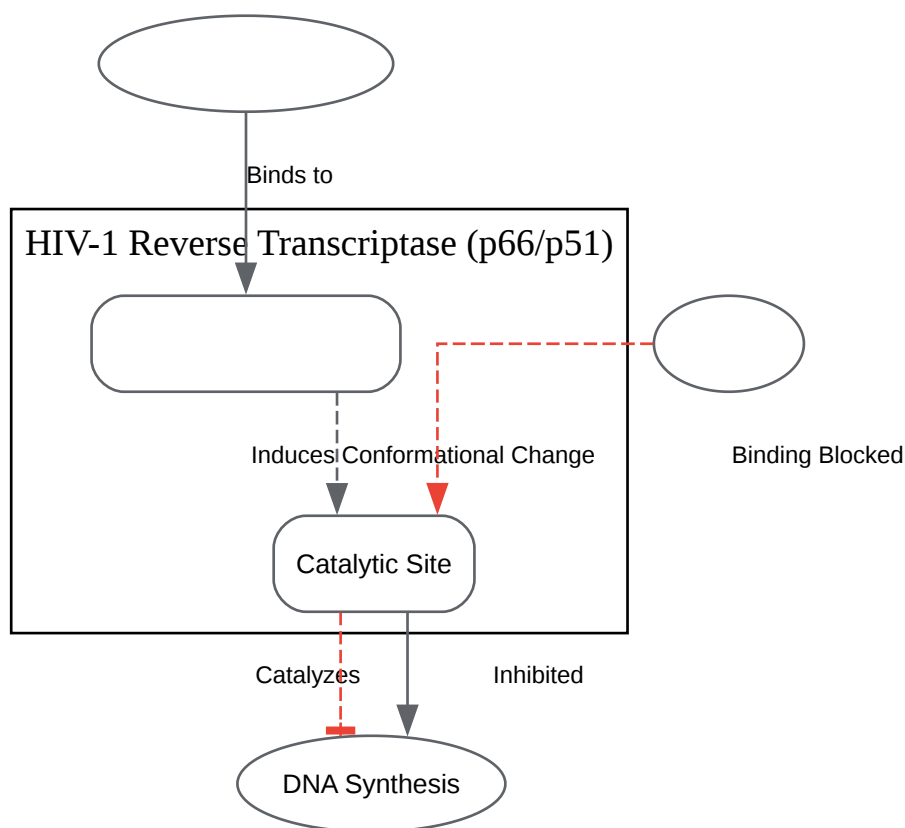 Binds to
HIV-1 Reverse Transcriptase (p66/p51)
Induces Conformational Change
Binding Blocked
Catalytic Site
Catalyzes
Inhibited
DNA Synthesis